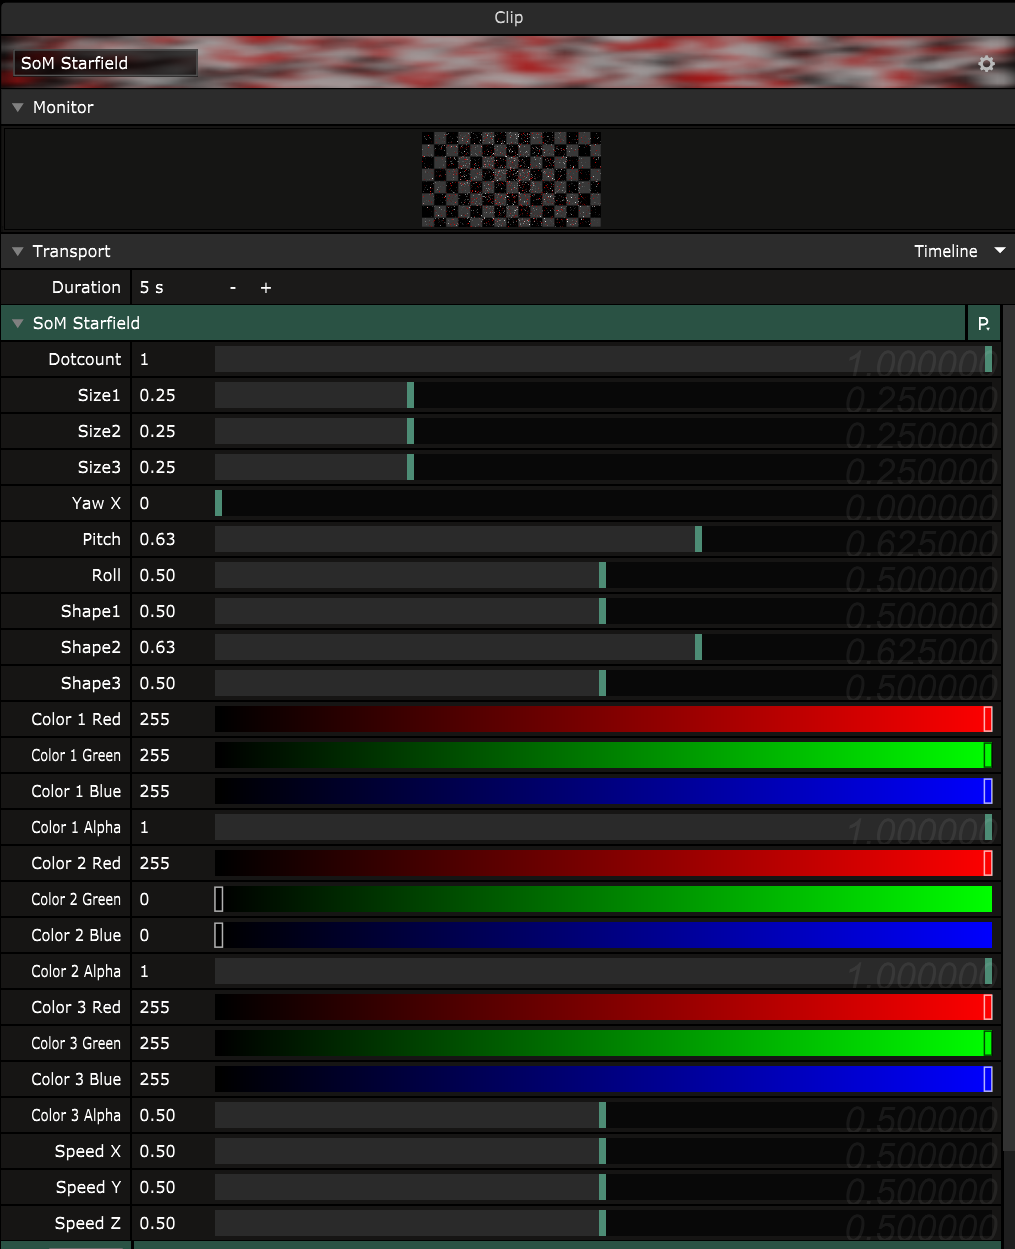 Clip
SoM Starfield
Monitor
Transport Timeline
Duration 5 s - +
SoM Starfield P.
Dotcount 1 1.000000
Size1 0.25 0.250000
Size2 0.25 0.250000
Size3 0.25 0.250000
Yaw X 0 0.000000
Pitch 0.63 0.625000
Roll 0.50 0.500000
Shape1 0.50 0.500000
Shape2 0.63 0.625000
Shape3 0.50 0.500000
Color 1 Red 255
Color 1 Green 255
Color 1 Blue 255
Color 1 Alpha 1 1.000000
Color 2 Red 255
Color 2 Green 0
Color 2 Blue 0
Color 2 Alpha 1 1.000000
Color 3 Red 255
Color 3 Green 255
Color 3 Blue 255
Color 3 Alpha 0.50 0.500000
Speed X 0.50 0.500000
Speed Y 0.50 0.500000
Speed Z 0.50 0.500000